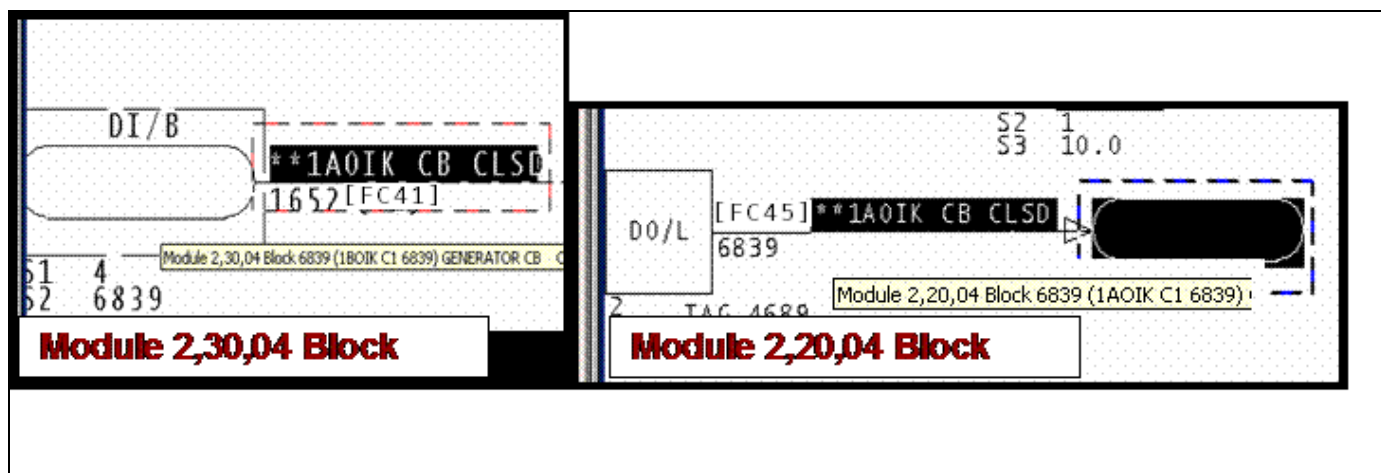 DI/B
**1AOIK CB CLSD
1652 [FC41]
Module 2,30,04 Block 6839 (1BOIK C1 6839) GENERATOR CB
S1 4
S2 6839
Module 2,30,04 Block
S2 1
S3 10.0
DO/L
[FC45] **1AOIK CB CLSD
6839
Module 2,20,04 Block 6839 (1AOIK C1 6839)
2
TAG 4689
Module 2,20,04 Block